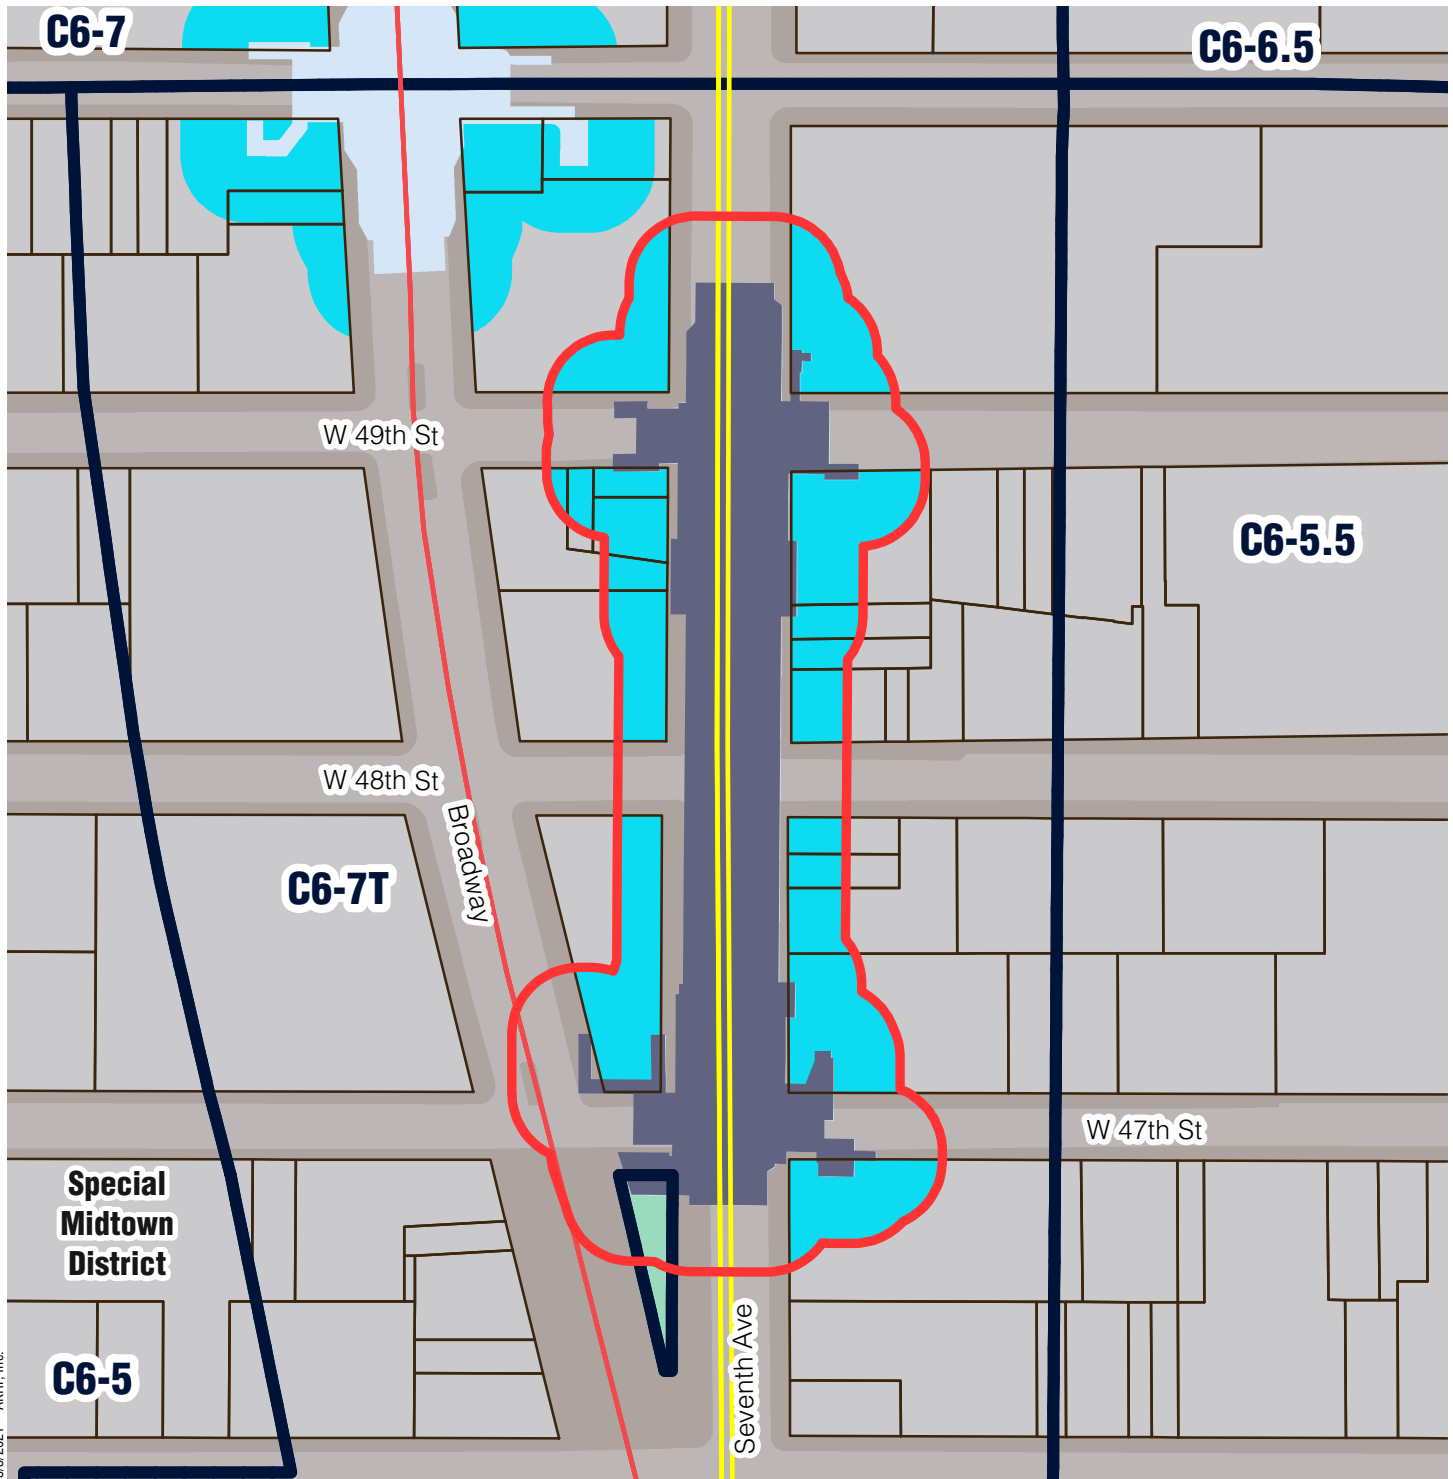 C6-7
C6-6.5
W 49th St
C6-5.5
W 48th St
Broadway
C6-7T
W 47th St
Special
Midtown
District
C6-5
Seventh Ave